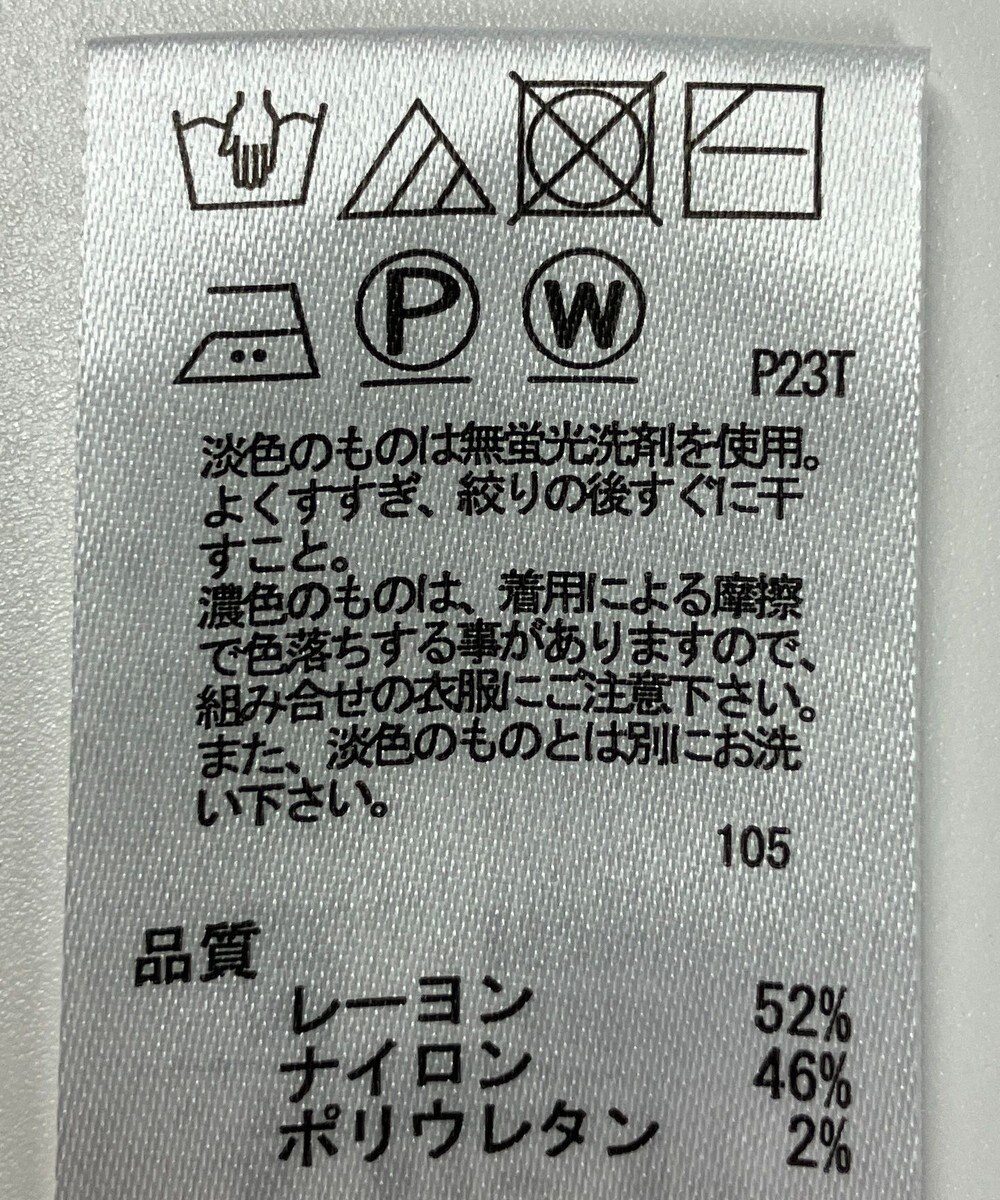 P
W
P23T
淡色のものは無蛍光洗剤を使用。
よくすすぎ、絞りの後すぐに干
すこと。
濃色のものは、着用による摩擦
で色落ちする事がありますので、
組み合せの衣服にご注意下さい。
また、淡色のものとは別にお洗
い下さい。
105
品質
レーヨン 52%
ナイロン 46%
ポリウレタン 2%